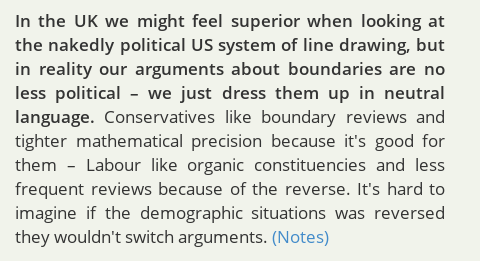 In the UK we might feel superior when looking at
the nakedly political US system of line drawing, but
in reality our arguments about boundaries are no
less political – we just dress them up in neutral
language. Conservatives like boundary reviews and
tighter mathematical precision because it's good for
them – Labour like organic constituencies and less
frequent reviews because of the reverse. It's hard to
imagine if the demographic situations was reversed
they wouldn't switch arguments. (Notes)